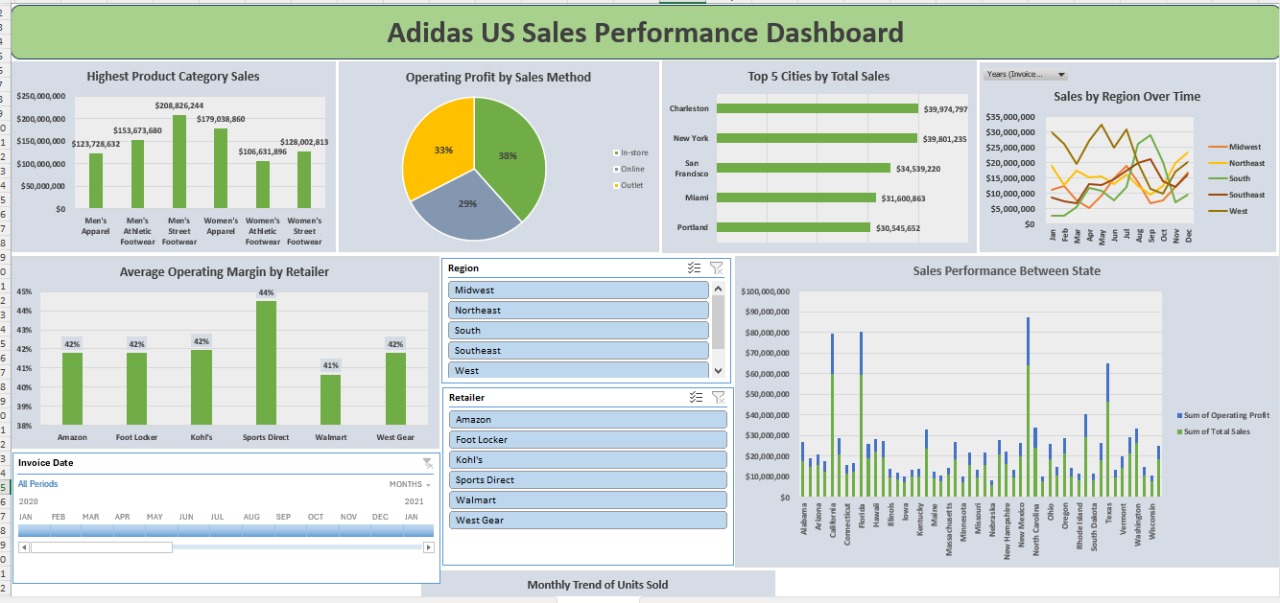 Adidas US Sales Performance Dashboard
Highest Product Category Sales
$250,000,000
$200,000,000
$150,000,000
$100,000,000
$50,000,000
$0
$123,728,632
$153,673,680
$208,826,244
$179,038,860
$106,631,896
$128,002,813
Men's Apparel
Men's Athletic Footwear
Men's Street Footwear
Women's Apparel
Women's Athletic Footwear
Women's Street Footwear
Operating Profit by Sales Method
33%
38%
29%
In-store
Online
Outlet
Top 5 Cities by Total Sales
Charleston
$39,974,797
New York
$39,801,235
San Francisco
$34,539,220
Miami
$31,600,863
Portland
$30,545,652
Years (Invoice...
Sales by Region Over Time
$35,000,000
$30,000,000
$25,000,000
$20,000,000
$15,000,000
$10,000,000
$5,000,000
$0
Jan
Feb
Mar
Apr
May
Jun
Jul
Aug
Sep
Oct
Nov
Dec
Midwest
Northeast
South
Southeast
West
Average Operating Margin by Retailer
45%
44%
43%
42%
42%
41%
40%
39%
38%
42%
42%
42%
44%
41%
42%
Amazon
Foot Locker
Kohl's
Sports Direct
Walmart
West Gear
Region
Midwest
Northeast
South
Southeast
West
Retailer
Amazon
Foot Locker
Kohl's
Sports Direct
Walmart
West Gear
Invoice Date
All Periods
MONTHS
2020
2021
JAN FEB MAR APR MAY JUN JUL AUG SEP OCT NOV DEC JAN
Sales Performance Between State
$100,000,000
$90,000,000
$80,000,000
$70,000,000
$60,000,000
$50,000,000
$40,000,000
$30,000,000
$20,000,000
$10,000,000
$0
Alabama
Arizona
California
Connecticut
Florida
Hawaii
Illinois
Iowa
Kentucky
Maine
Massachusetts
Minnesota
Missouri
Nebraska
New Hampshire
New Mexico
North Carolina
Ohio
Oregon
Rhode Island
South Dakota
Texas
Vermont
Washington
Wisconsin
Sum of Operating Profit
Sum of Total Sales
Monthly Trend of Units Sold